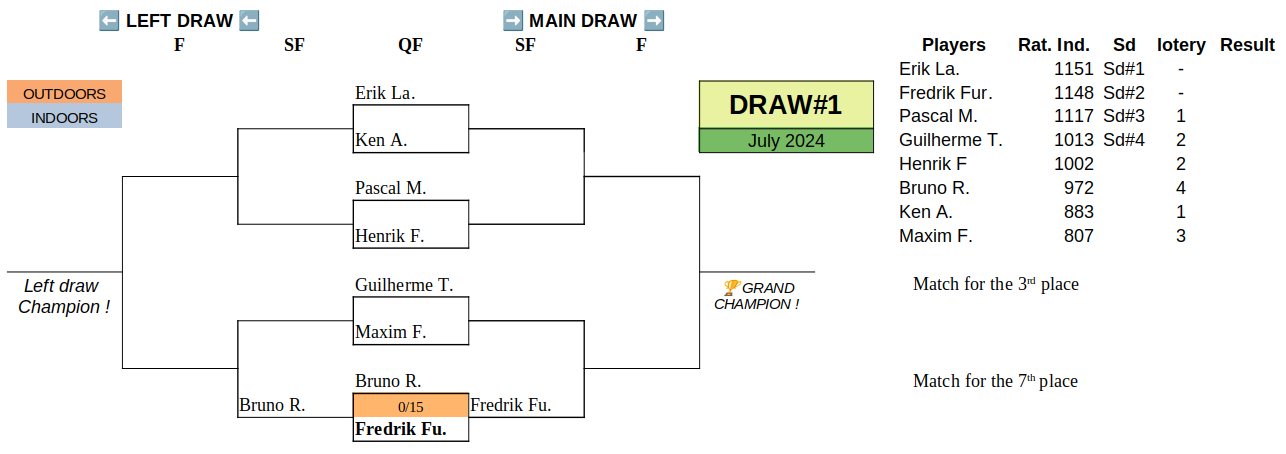 ⬅ LEFT DRAW ⬅
➡ MAIN DRAW ➡
F SF QF SF F
Players Rat. Ind. Sd lotery Result
Erik La. 1151 Sd#1 -
Fredrik Fur. 1148 Sd#2 -
Pascal M. 1117 Sd#3 1
Guilherme T. 1013 Sd#4 2
Henrik F 1002 2
Bruno R. 972 4
Ken A. 883 1
Maxim F. 807 3
OUTDOORS
INDOORS
Erik La.
Ken A.
Pascal M.
Henrik F.
Guilherme T.
Maxim F.
Bruno R.
Bruno R. 0/15 Fredrik Fu.
Fredrik Fu.
DRAW#1
July 2024
Left draw
Champion !
🏆GRAND
CHAMPION !
Match for the 3rd place
Match for the 7th place